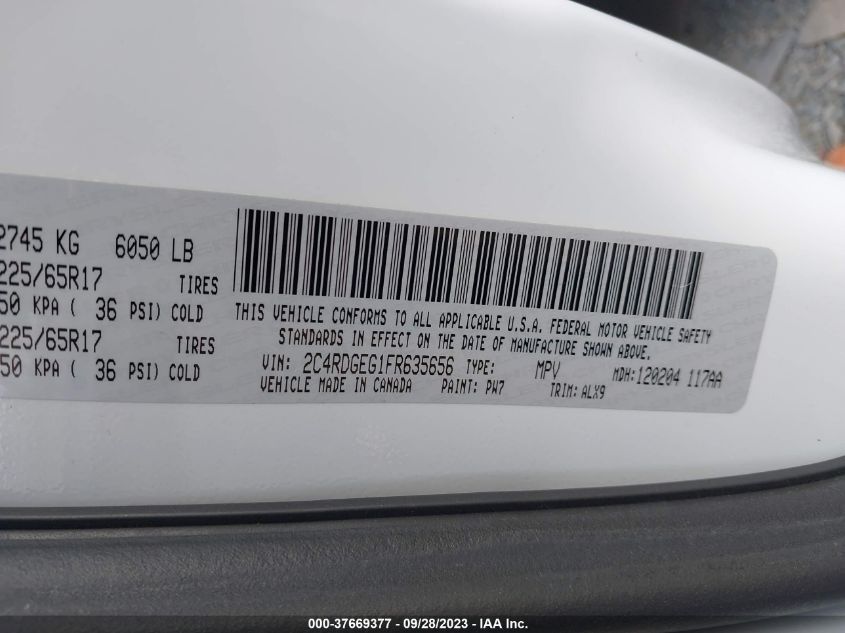 2745 KG 6050 LB
225/65R17 TIRES
50 KPA ( 36 PSI) COLD
225/65R17 TIRES
50 KPA ( 36 PSI) COLD
THIS VEHICLE CONFORMS TO ALL APPLICABLE U.S.A. FEDERAL MOTOR VEHICLE SAFETY
STANDARDS IN EFFECT ON THE DATE OF MANUFACTURE SHOWN ABOVE.
VIN: 2C4RDGEG1FR635656 TYPE: MPV MDH:120204 117AA
VEHICLE MADE IN CANADA PAINT: PW7 TRIM: ALX9
000-37669377 - 09/28/2023 - IAA Inc.